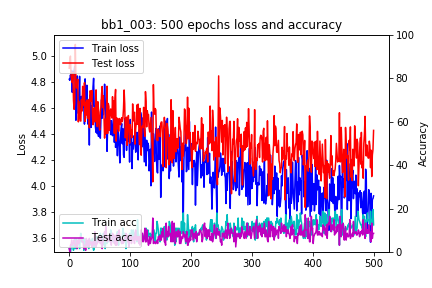 bb1_003: 500 epochs loss and accuracy
Train loss
Test loss
5.0
4.8
4.6
4.4
4.2
4.0
3.8
3.6
Loss
100
80
60
40
20
0
Accuracy
Train acc
Test acc
0 100 200 300 400 500